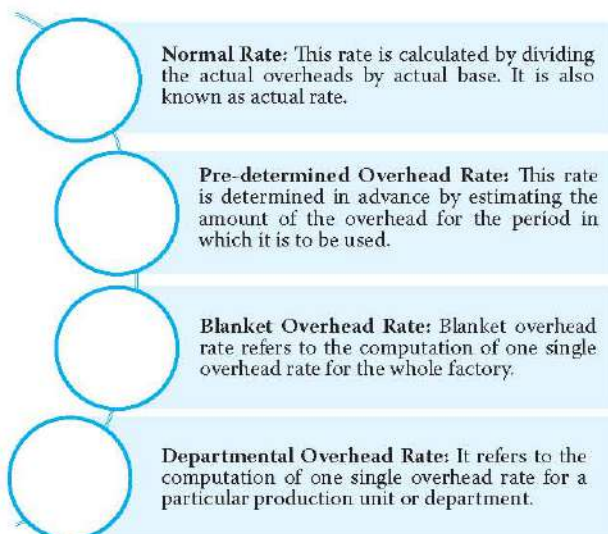 Normal Rate: This rate is calculated by dividing
the actual overheads by actual base. It is also
known as actual rate.
Pre-determined Overhead Rate: This rate
is determined in advance by estimating the
amount of the overhead for the period in
which it is to be used.
Blanket Overhead Rate: Blanket overhead
rate refers to the computation of one single
overhead rate for the whole factory.
Departmental Overhead Rate: It refers to the
computation of one single overhead rate for a
particular production unit or department.